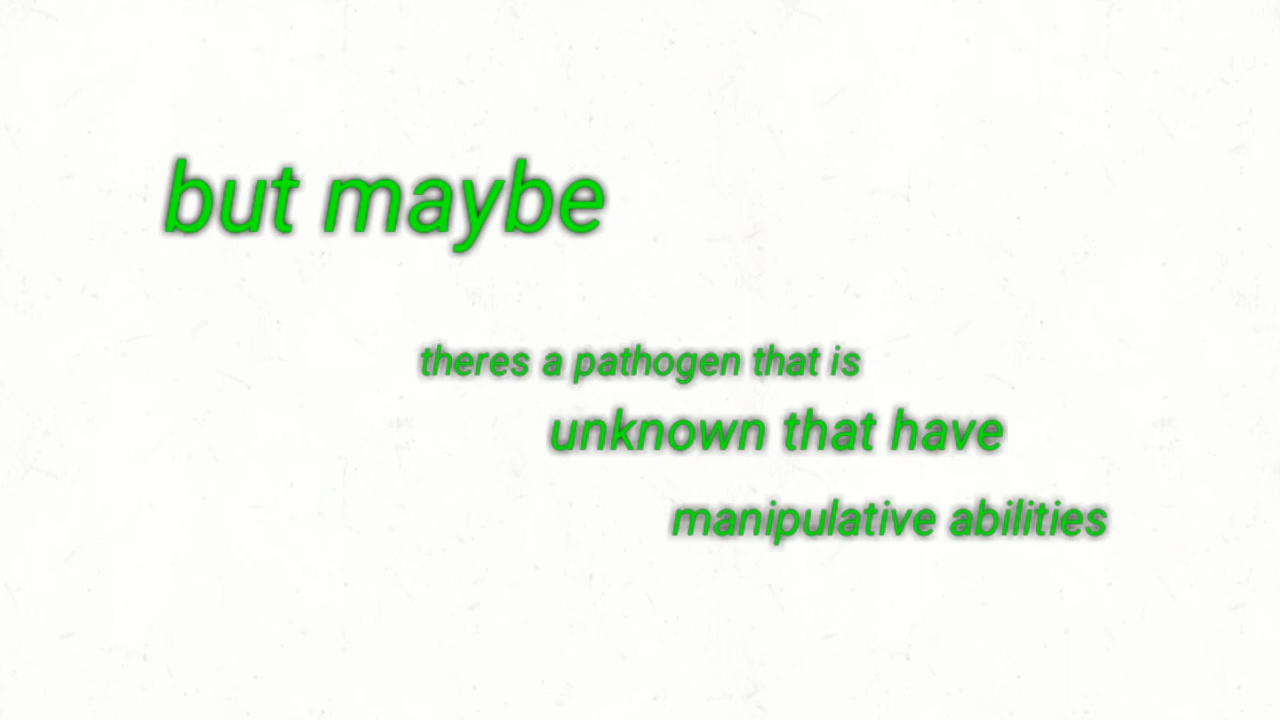 but maybe
theres a pathogen that is
unknown that have
manipulative abilities